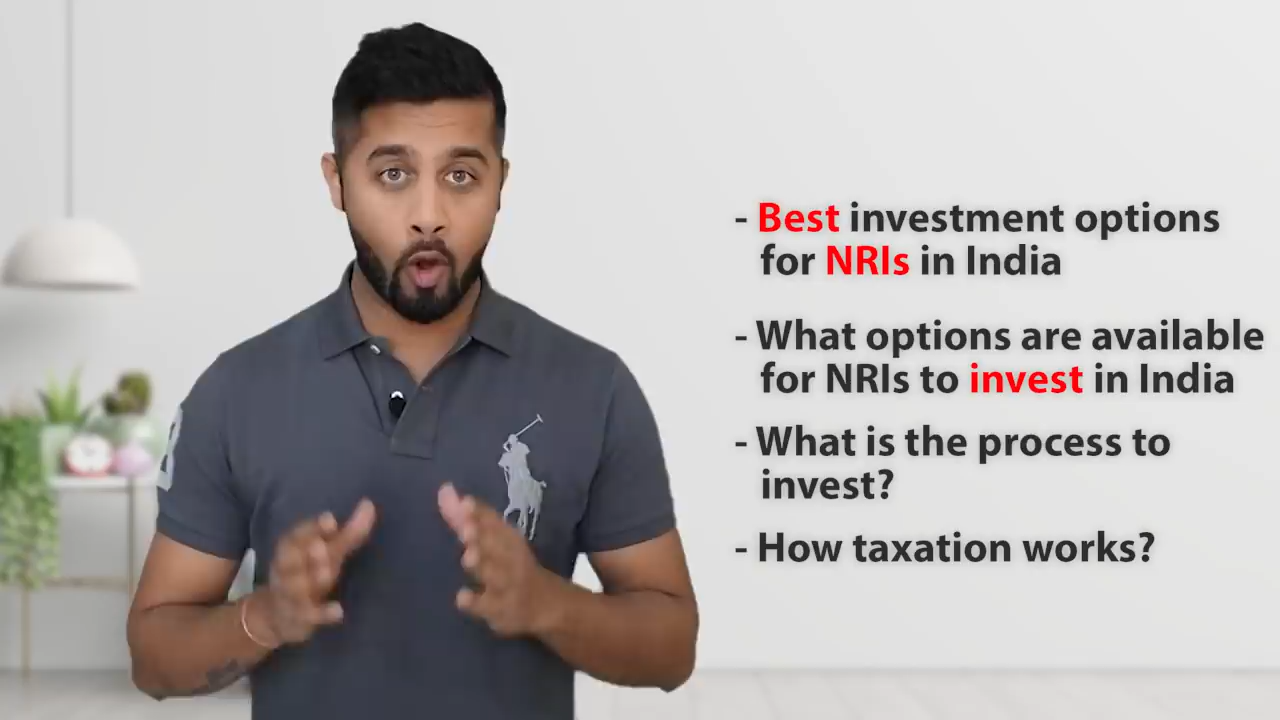 - Best investment options
for NRIs in India
- What options are available
for NRIs to invest in India
- What is the process to
invest?
- How taxation works?